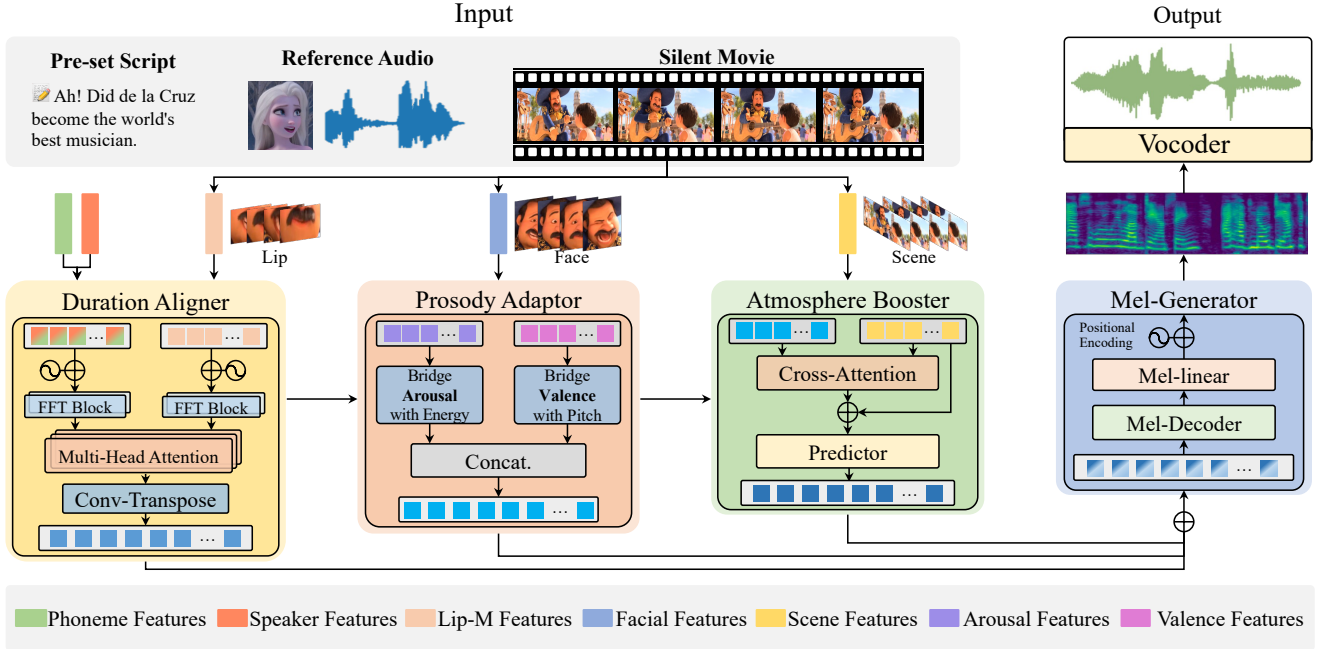 Input
Output
Pre-set Script
Ah! Did de la Cruz
become the world's
best musician.
Reference Audio
Silent Movie
Vocoder
Lip
Face
Scene
Duration Aligner
...
...
FFT Block
FFT Block
Multi-Head Attention
Conv-Transpose
...
Prosody Adaptor
...
...
Bridge
Arousal
with Energy
Bridge
Valence
with Pitch
Concat.
...
Atmosphere Booster
...
...
Cross-Attention
Predictor
...
Mel-Generator
Positional
Encoding
Mel-linear
Mel-Decoder
...
Phoneme Features
Speaker Features
Lip-M Features
Facial Features
Scene Features
Arousal Features
Valence Features